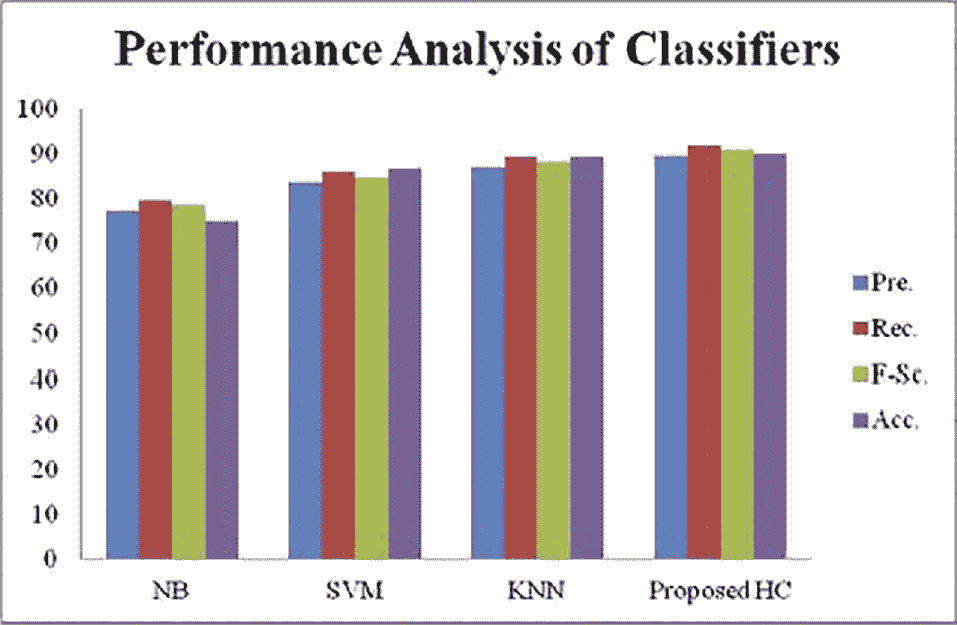 Performance Analysis of Classifiers
100
90
80
70
60
50
40
30
20
10
0
NB SVM KNN Proposed HC
Pre.
Rec.
F-Sc.
Acc.